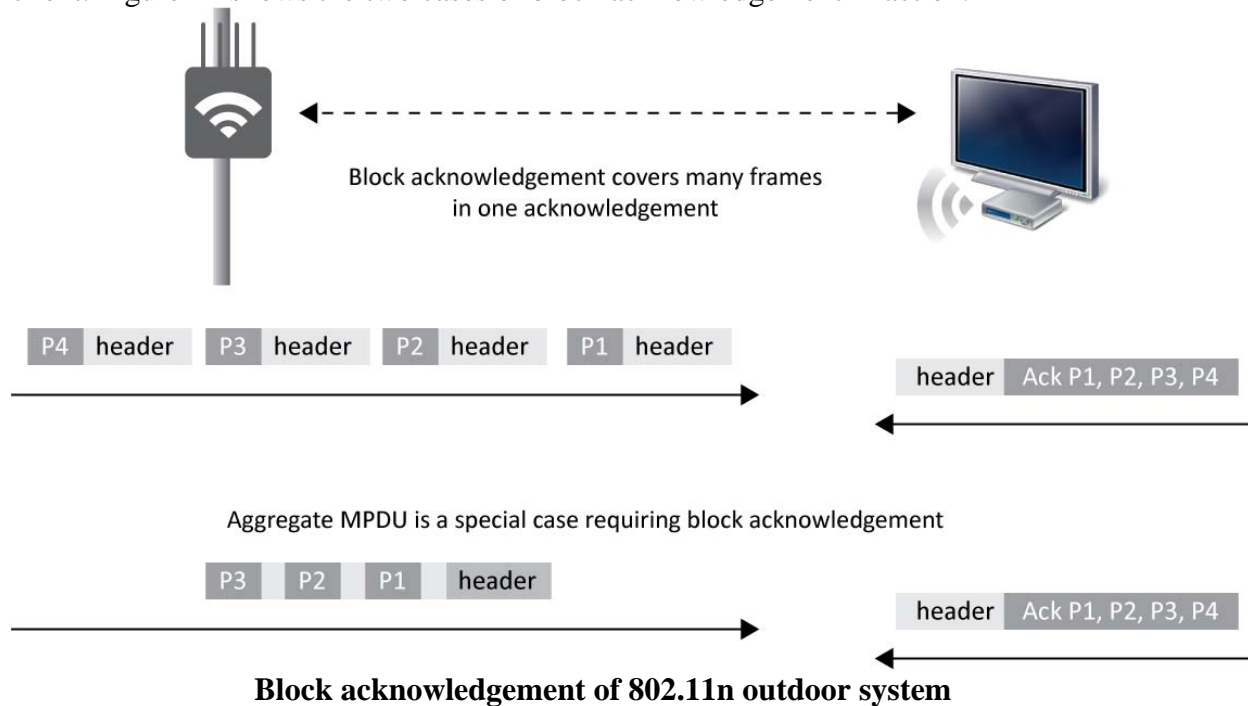 Block acknowledgement covers many frames
in one acknowledgement
P4 header P3 header P2 header P1 header
header Ack P1, P2, P3, P4
Aggregate MPDU is a special case requiring block acknowledgement
P3 P2 P1 header
header Ack P1, P2, P3, P4
Block acknowledgement of 802.11n outdoor system